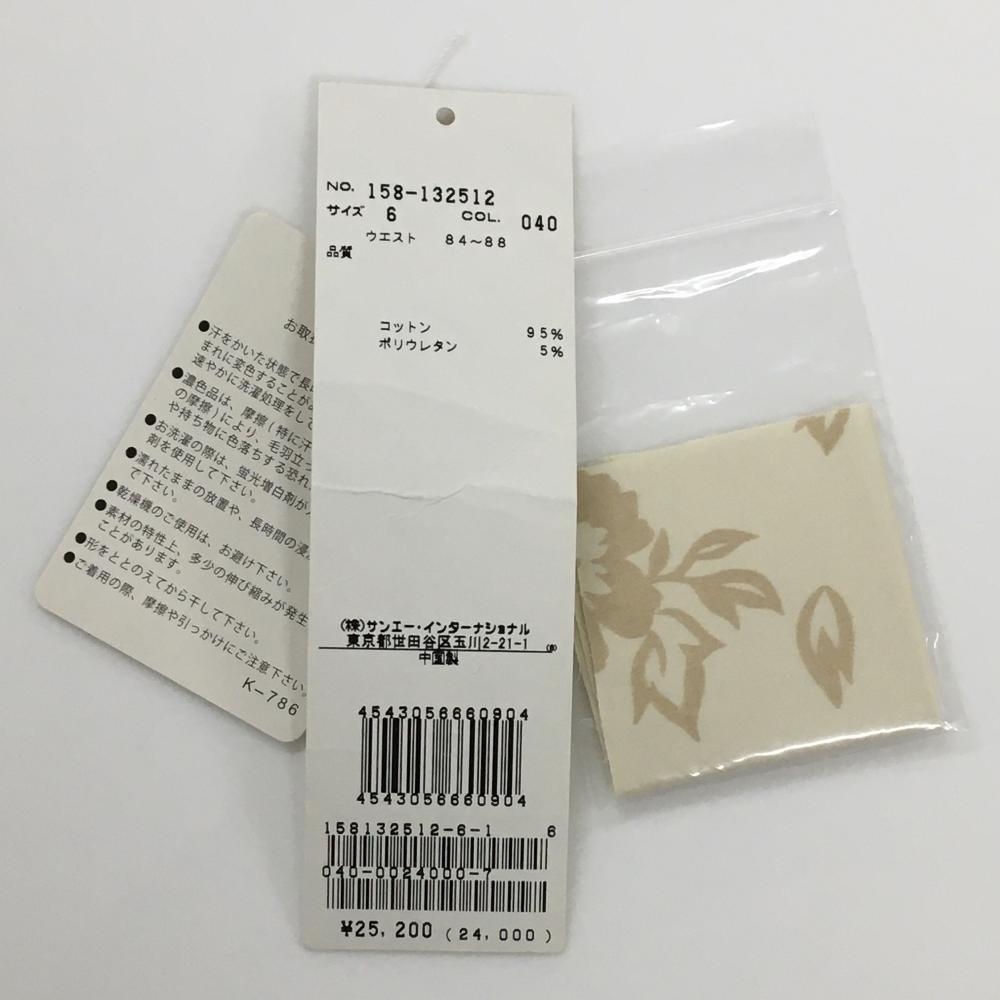 NO. 158-132512
サイズ 6 COL. 040
ウエスト 84～88
品質
コットン 95%
ポリウレタン 5%
(株)サンエー・インターナショナル
東京都世田谷区玉川2-21-1
中国製
4543056660904
4543056660904
158132512-6-1 6
040-0024000-7
¥25,200 (24,000)
お取
●汗をかいた状態で長
まれに変色することが
速やかに洗濯処理をして
●濃色品は、摩擦(特に汗
の摩擦)により、毛羽立っ
や持ち物に色落ちする恐れ
●お洗濯の際は、蛍光増白剤が
剤を使用して下さい。
●濡れたままの放置や、長時間の浸
で下さい。
●乾燥機のご使用は、お避け下さい。
●素材の特性上、多少の伸び縮みが発生
ことがあります。
●形をととのえてから干して下さい。
●ご着用の際、摩擦や引っかけにご注意下さい。
K-786